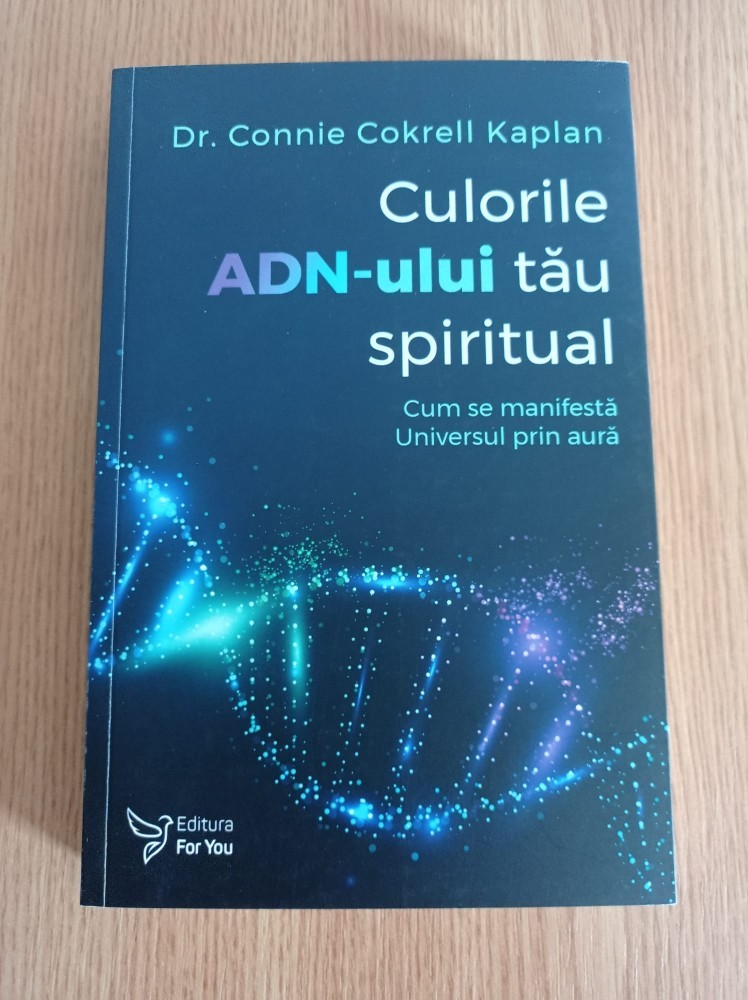 Dr. Connie Cokrell Kaplan
Culorile
ADN-ului tău
spiritual
Cum se manifestă
Universul prin aură
Editura
For You